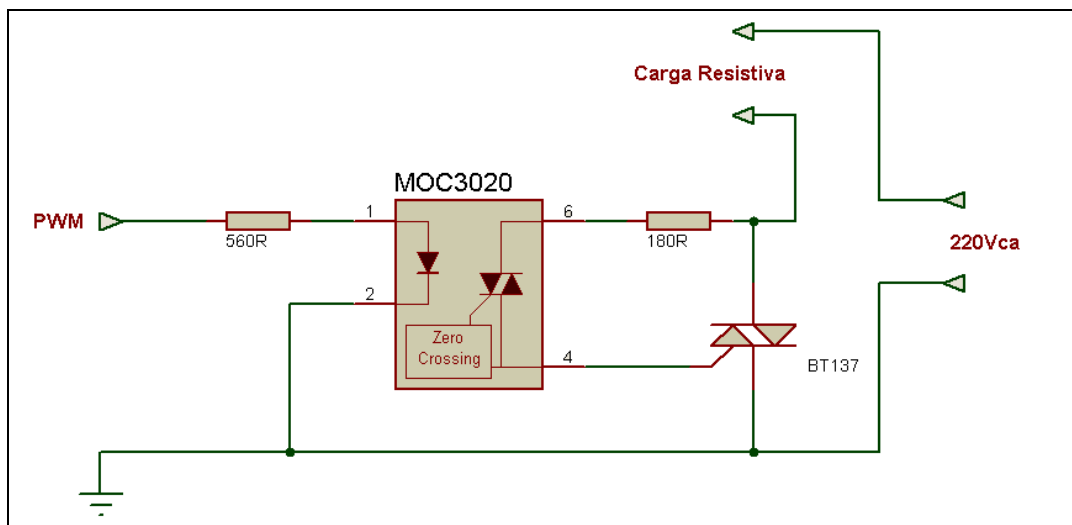 Carga Resistiva
MOC3020
PWM
560R
1
2
6
180R
220Vca
Zero
Crossing
4
BT137